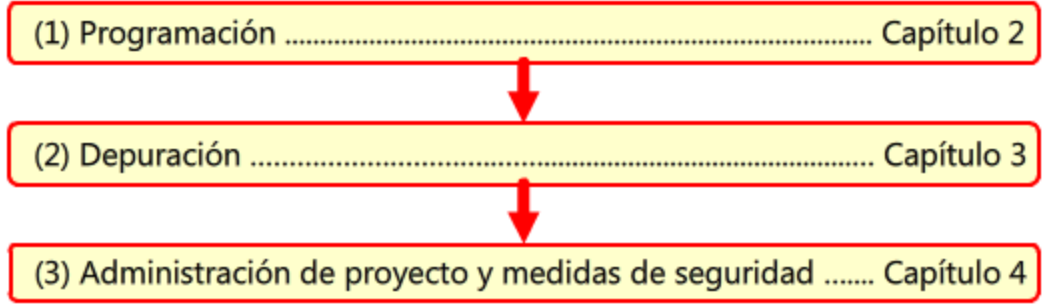 (1) Programación ................................................................................... Capítulo 2
(2) Depuración ........................................................................................ Capítulo 3
(3) Administración de proyecto y medidas de seguridad ....... Capítulo 4